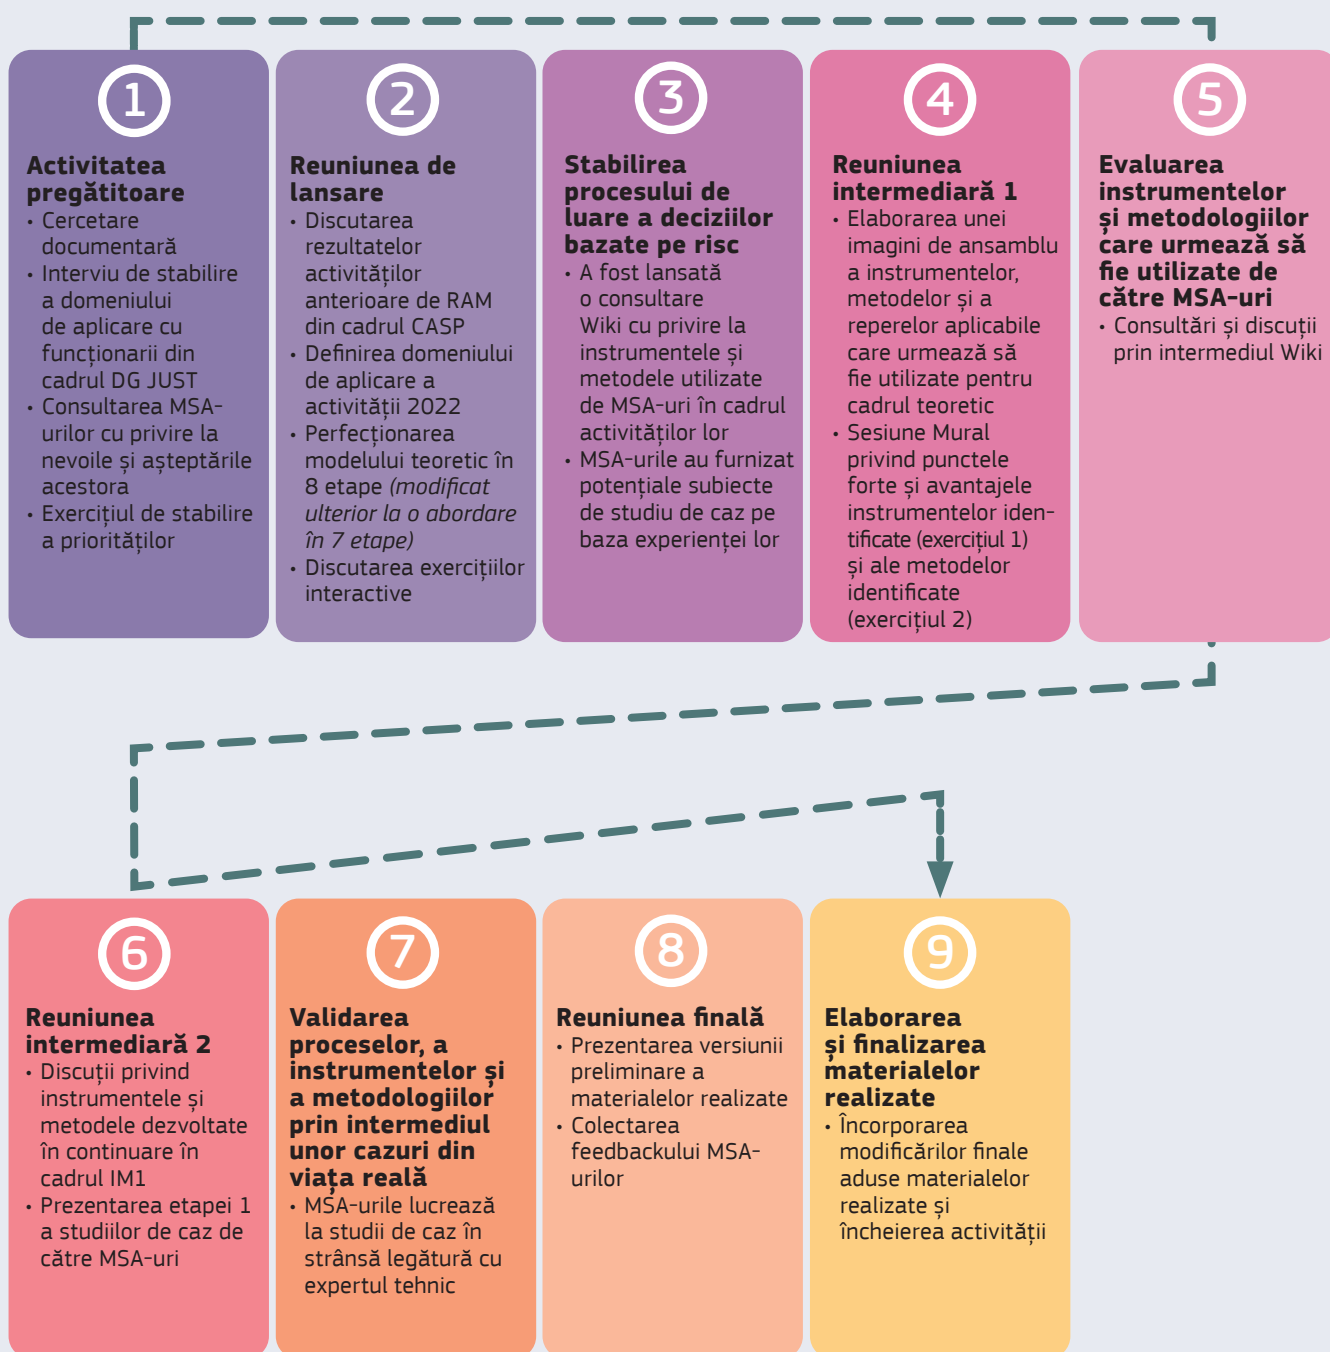 1
Activitatea
pregătitoare
• Cercetare
documentară
• Interviu de stabilire
a domeniului
de aplicare cu
funcționarii din
cadrul DG JUST
• Consultarea MSA-
urilor cu privire la
nevoile și așteptările
acestora
• Exercițiul de stabilire
a priorităților
2
Reuniunea de
lansare
• Discutarea
rezultatelor
activităților
anterioare de RAM
din cadrul CASP
• Definirea domeniului
de aplicare a
activității 2022
• Perfecționarea
modelului teoretic în
8 etape (modificat
ulterior la o abordare
în 7 etape)
• Discutarea exercițiilor
interactive
3
Stabilirea
procesului de
luare a deciziilor
bazate pe risc
• A fost lansată
o consultare
Wiki cu privire la
instrumentele și
metodele utilizate
de MSA-uri în cadrul
activităților lor
• MSA-urile au furnizat
potențiale subiecte
de studiu de caz pe
baza experienței lor
4
Reuniunea
intermediară 1
• Elaborarea unei
imagini de ansamblu
a instrumentelor,
metodelor și a
reperelor aplicabile
care urmează să
fie utilizate pentru
cadrul teoretic
• Sesiune Mural
privind punctele
forte și avantajele
instrumentelor iden-
tificate (exercițiul 1)
și ale metodelor
identificate
(exercițiul 2)
5
Evaluarea
instrumentelor
și metodologiilor
care urmează să
fie utilizate de
către MSA-uri
• Consultări și discuții
prin intermediul Wiki
6
Reuniunea
intermediară 2
• Discuții privind
instrumentele și
metodele dezvoltate
în continuare în
cadrul IM1
• Prezentarea etapei 1
a studiilor de caz de
către MSA-uri
7
Validarea
proceselor, a
instrumentelor și
a metodologiilor
prin intermediul
unor cazuri din
viața reală
• MSA-urile lucrează
la studii de caz în
strânsă legătură cu
expertul tehnic
8
Reuniunea finală
• Prezentarea versiunii
preliminare a
materialelor realizate
• Colectarea
feedbackului MSA-
urilor
9
Elaborarea
și finalizarea
materialelor
realizate
• Încorporarea
modificărilor finale
aduse materialelor
realizate și
încheierea activității